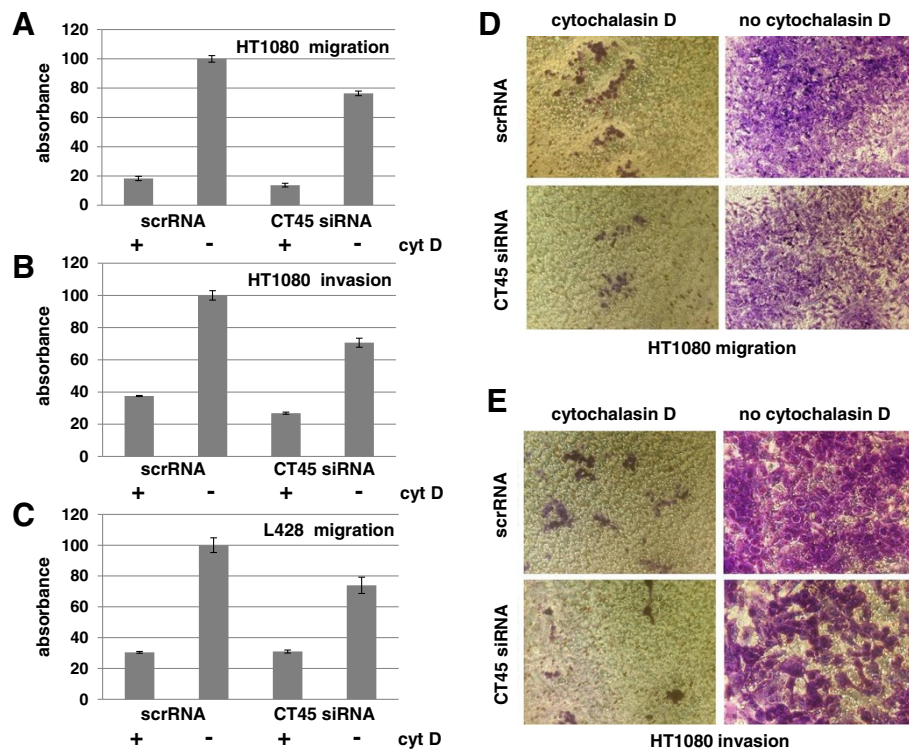 A
120
HT1080 migration
100
80
60
40
20
0
absorbance
scrRNA CT45 siRNA
+ - + - cyt D
B
120
HT1080 invasion
100
80
60
40
20
0
absorbance
scrRNA CT45 siRNA
+ - + - cyt D
C
120
L428 migration
100
80
60
40
20
0
absorbance
scrRNA CT45 siRNA
+ - + - cyt D
D
cytochalasin D no cytochalasin D
scrRNA
CT45 siRNA
HT1080 migration
E
cytochalasin D no cytochalasin D
scrRNA
CT45 siRNA
HT1080 invasion